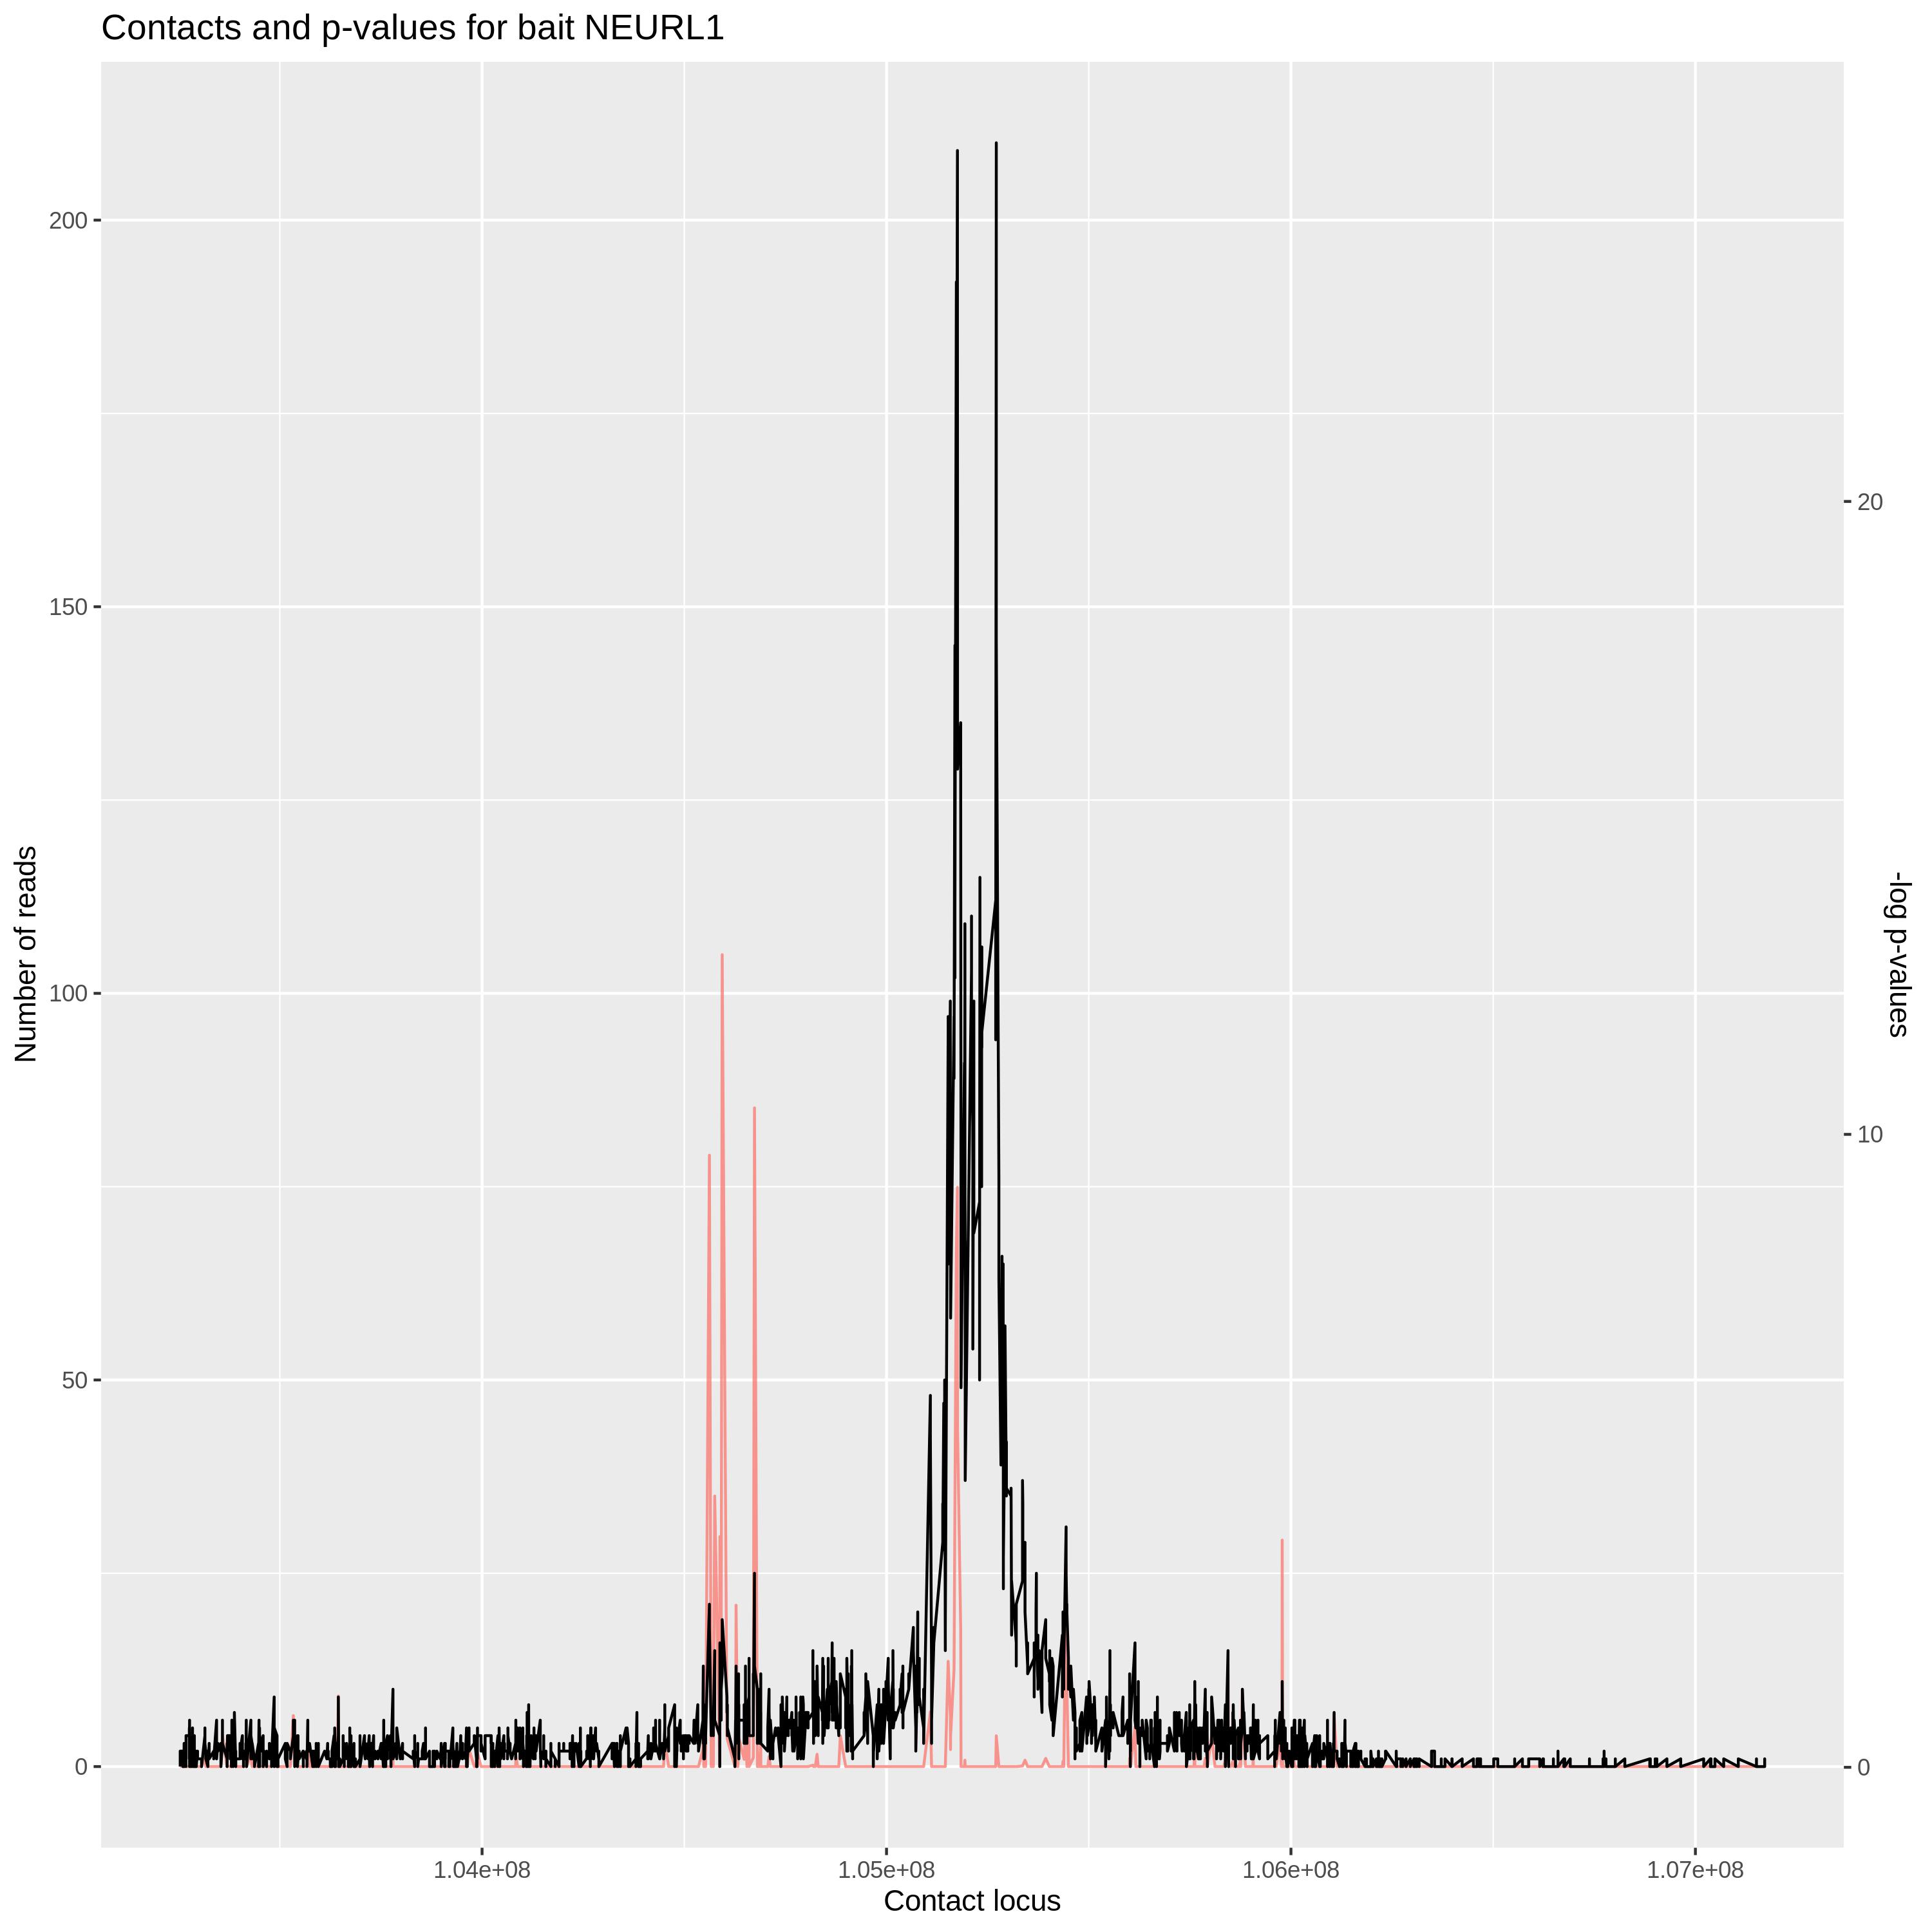 Contacts and p-values for bait NEURL1
200
150
100
50
0
Number of reads
20
10
0
-log p-values
1.04e+08
1.05e+08
1.06e+08
1.07e+08
Contact locus